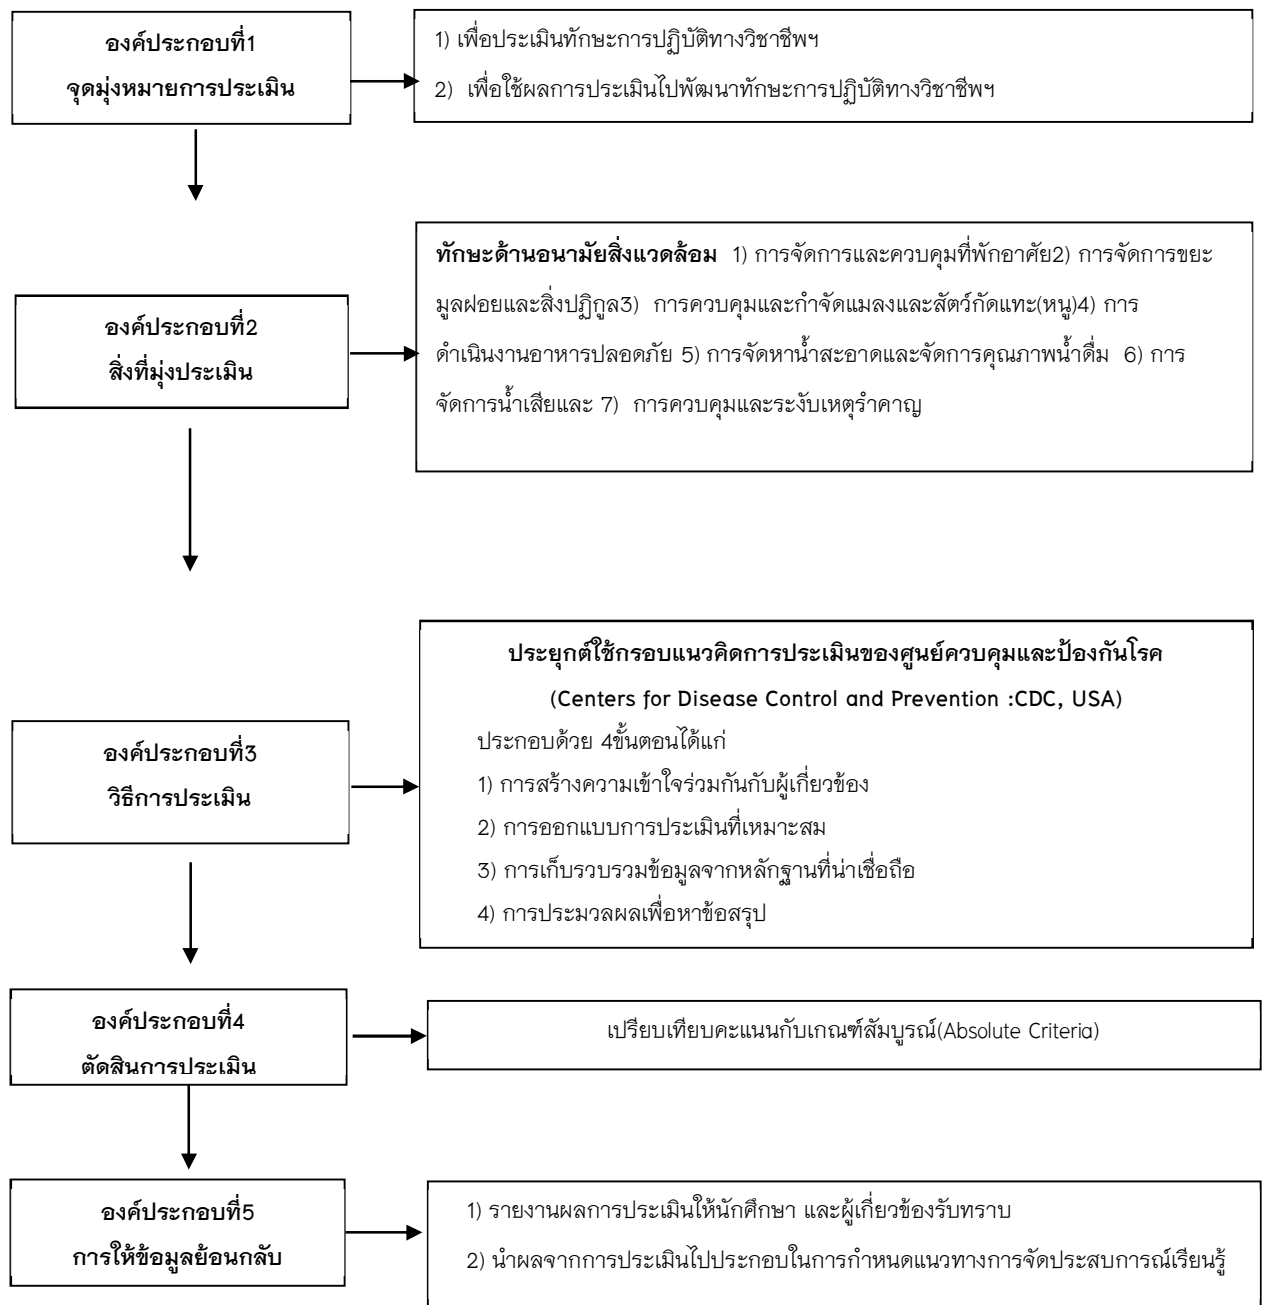 องค์ประกอบที่1
จุดมุ่งหมายการประเมิน
1) เพื่อประเมินทักษะการปฏิบัติทางวิชาชีพฯ
2) เพื่อใช้ผลการประเมินไปพัฒนาทักษะการปฏิบัติทางวิชาชีพฯ
องค์ประกอบที่2
สิ่งที่มุ่งประเมิน
ทักษะด้านอนามัยสิ่งแวดล้อม 1) การจัดการและควบคุมที่พักอาศัย2) การจัดการขยะ
มูลฝอยและสิ่งปฏิกูล3) การควบคุมและกำจัดแมลงและสัตว์กัดแทะ(หนู)4) การ
ดำเนินงานอาหารปลอดภัย 5) การจัดหาน้ำสะอาดและจัดการคุณภาพน้ำดื่ม 6) การ
จัดการน้ำเสียและ 7) การควบคุมและระงับเหตุรำคาญ
องค์ประกอบที่3
วิธีการประเมิน
ประยุกต์ใช้กรอบแนวคิดการประเมินของศูนย์ควบคุมและป้องกันโรค
(Centers for Disease Control and Prevention :CDC, USA)
ประกอบด้วย 4ขั้นตอนได้แก่
1) การสร้างความเข้าใจร่วมกันกับผู้เกี่ยวข้อง
2) การออกแบบการประเมินที่เหมาะสม
3) การเก็บรวบรวมข้อมูลจากหลักฐานที่น่าเชื่อถือ
4) การประมวลผลเพื่อหาข้อสรุป
องค์ประกอบที่4
ตัดสินการประเมิน
เปรียบเทียบคะแนนกับเกณฑ์สัมบูรณ์(Absolute Criteria)
องค์ประกอบที่5
การให้ข้อมูลย้อนกลับ
1) รายงานผลการประเมินให้นักศึกษา และผู้เกี่ยวข้องรับทราบ
2) นำผลจากการประเมินไปประกอบในการกำหนดแนวทางการจัดประสบการณ์เรียนรู้